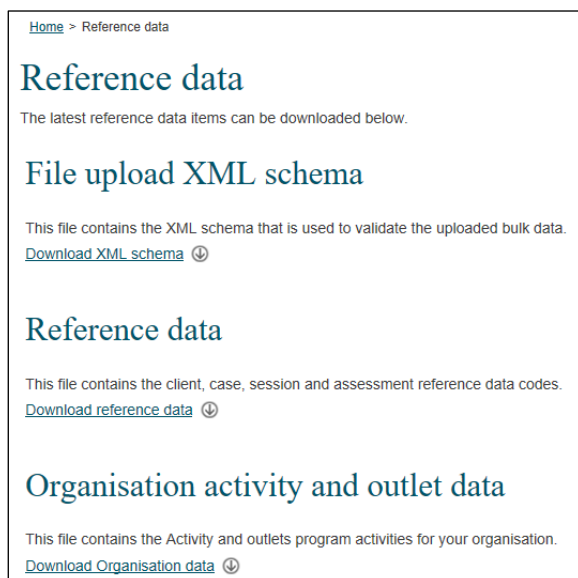 Home > Reference data
Reference data
The latest reference data items can be downloaded below.
File upload XML schema
This file contains the XML schema that is used to validate the uploaded bulk data.
Download XML schema
Reference data
This file contains the client, case, session and assessment reference data codes.
Download reference data
Organisation activity and outlet data
This file contains the Activity and outlets program activities for your organisation.
Download Organisation data